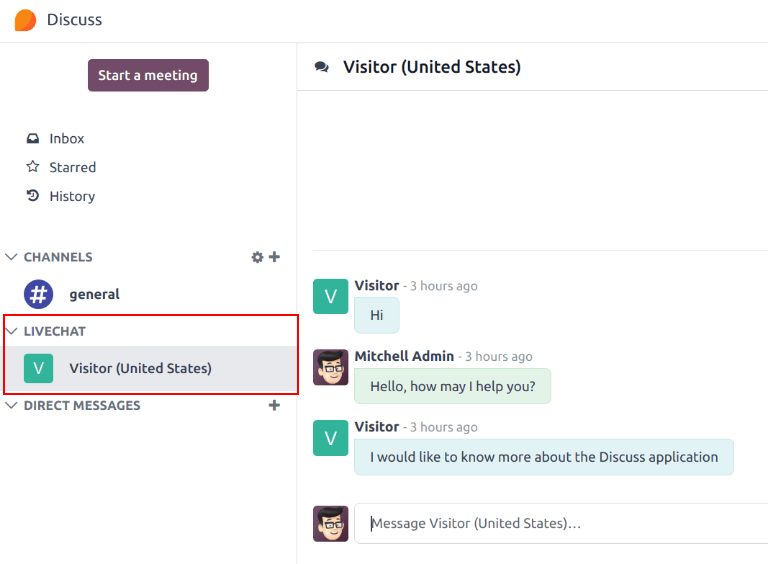 Discuss
Start a meeting
Inbox
Starred
History
CHANNELS
general
LIVECHAT
V Visitor (United States)
DIRECT MESSAGES
Visitor (United States)
Visitor - 3 hours ago
V
Hi
Mitchell Admin - 3 hours ago
Hello, how may I help you?
Visitor - 3 hours ago
V
I would like to know more about the Discuss application
Message Visitor (United States)...